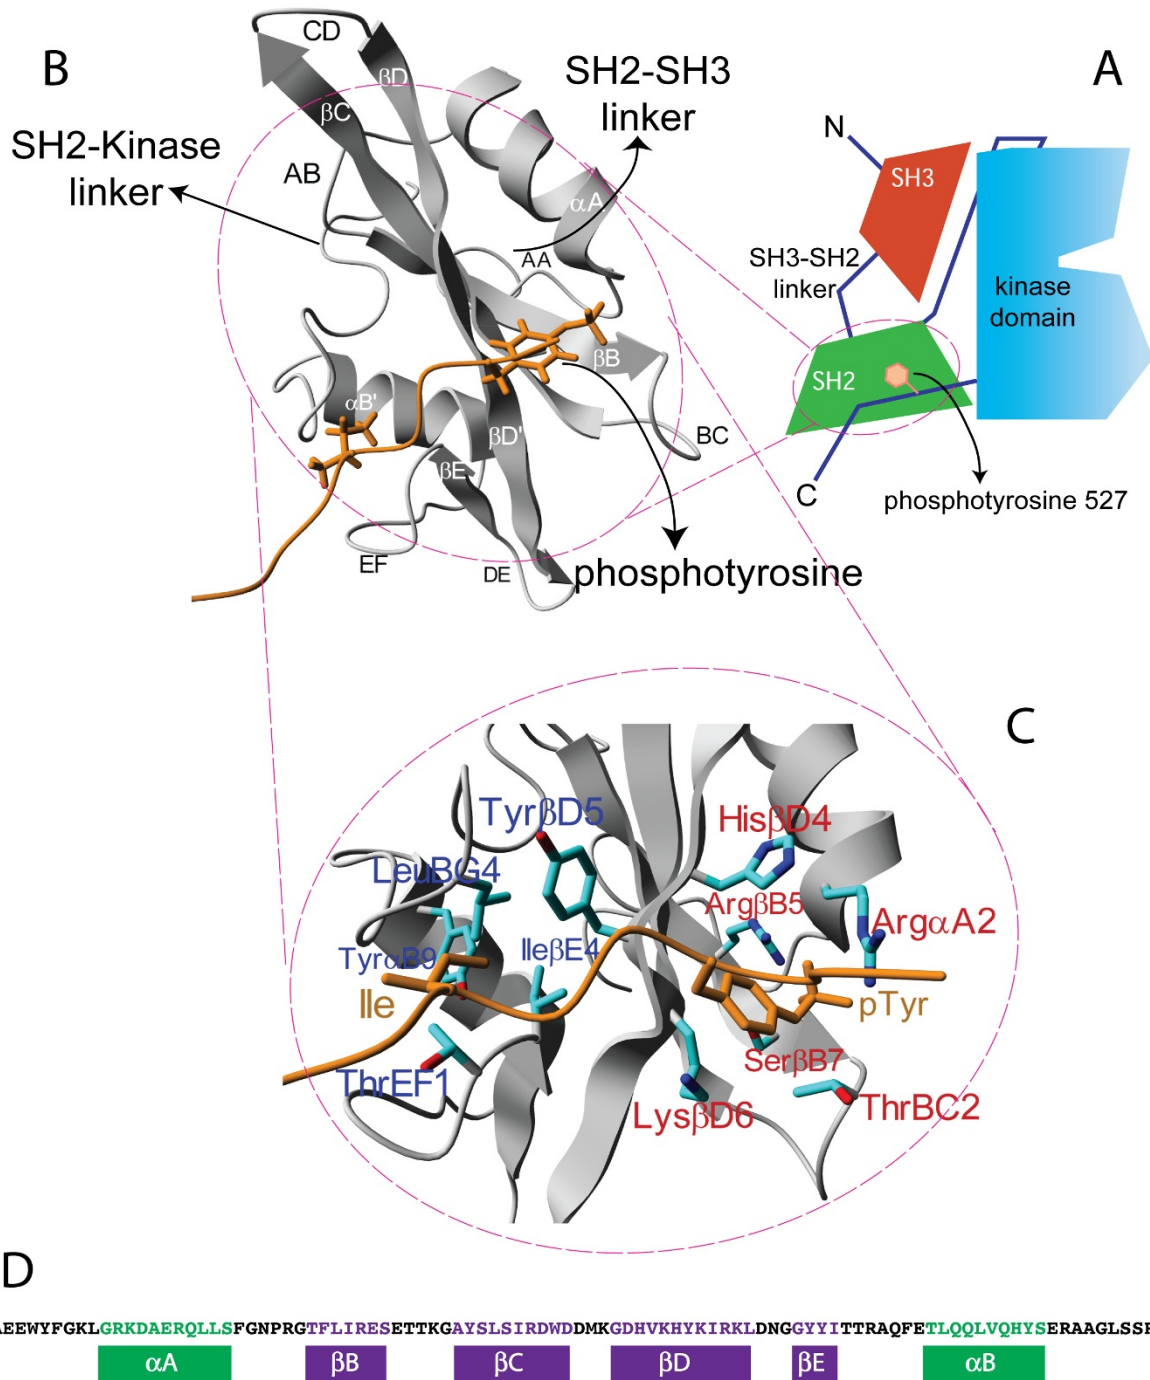 B
CD
βD
βC
SH2-SH3
linker
A
SH2-Kinase
linker
AB
αA
AA
βB
αB'
βD'
βE
BC
EF
DE
phosphotyrosine
N
SH3
SH3-SH2
linker
kinase
domain
SH2
C
phosphotyrosine 527
C
TyrβD5
HisβD4
LeuBG4
ArgβB5
ArgαA2
TyrαB9
IleβE4
Ile
pTyr
SerβB7
ThrEF1
LysβD6
ThrBC2
D
AEEWYFGKLGRKDAERQLLSFGNPRGTFLIRESETTKGAYSLSIRDWDDMKGDHVKHYKIRKLDNGGYYITTRAQFETLQQLVQHYSERAAGLSSR
αA βB βC βD βE αB